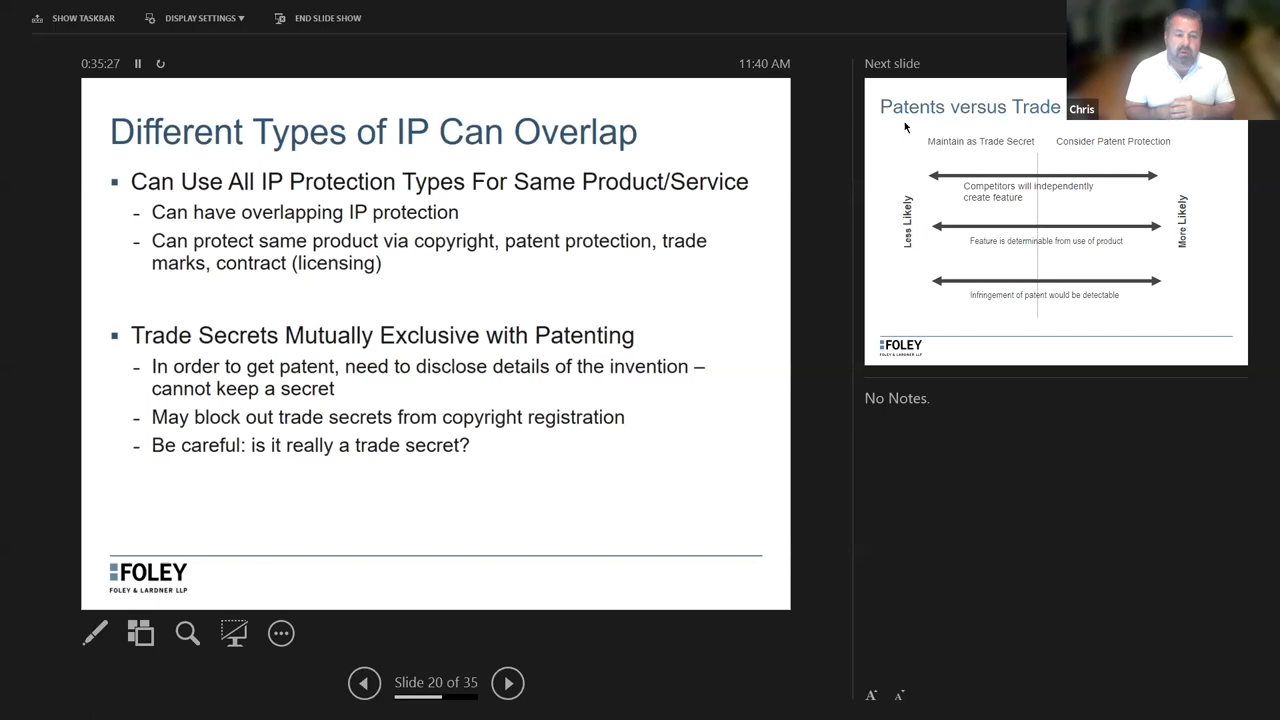 SHOW TASKBAR
DISPLAY SETTINGS ▼
END SLIDE SHOW
0:35:27
11:40 AM
Different Types of IP Can Overlap
▪ Can Use All IP Protection Types For Same Product/Service
- Can have overlapping IP protection
- Can protect same product via copyright, patent protection, trade
marks, contract (licensing)
▪ Trade Secrets Mutually Exclusive with Patenting
- In order to get patent, need to disclose details of the invention –
cannot keep a secret
- May block out trade secrets from copyright registration
- Be careful: is it really a trade secret?
FOLEY
FOLEY & LARDNER LLP
Slide 20 of 35
Next slide
Chris
Patents versus Trade
Maintain as Trade Secret
Consider Patent Protection
Less Likely
More Likely
Competitors will independently
create feature
Feature is determinable from use of product
Infringement of patent would be detectable
FOLEY
FOLEY & LARDNER LLP
No Notes.
A A